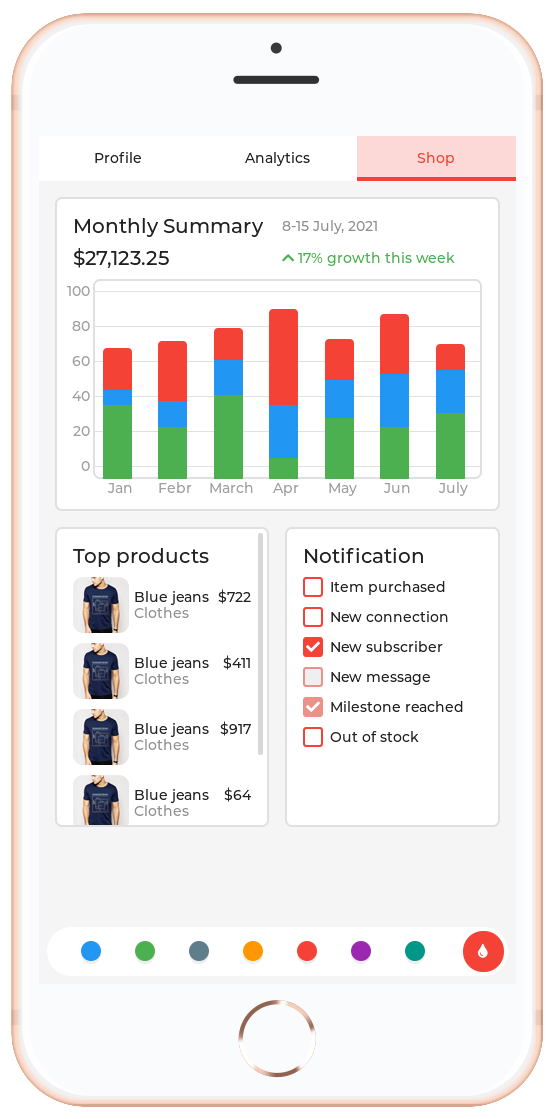 Profile
Analytics
Shop
Monthly Summary
8-15 July, 2021
$27,123.25
17% growth this week
100
80
60
40
20
0
Jan
Febr
March
Apr
May
Jun
July
Top products
Blue jeans $722
Clothes
Blue jeans $411
Clothes
Blue jeans $917
Clothes
Blue jeans $64
Clothes
Notification
Item purchased
New connection
New subscriber
New message
Milestone reached
Out of stock